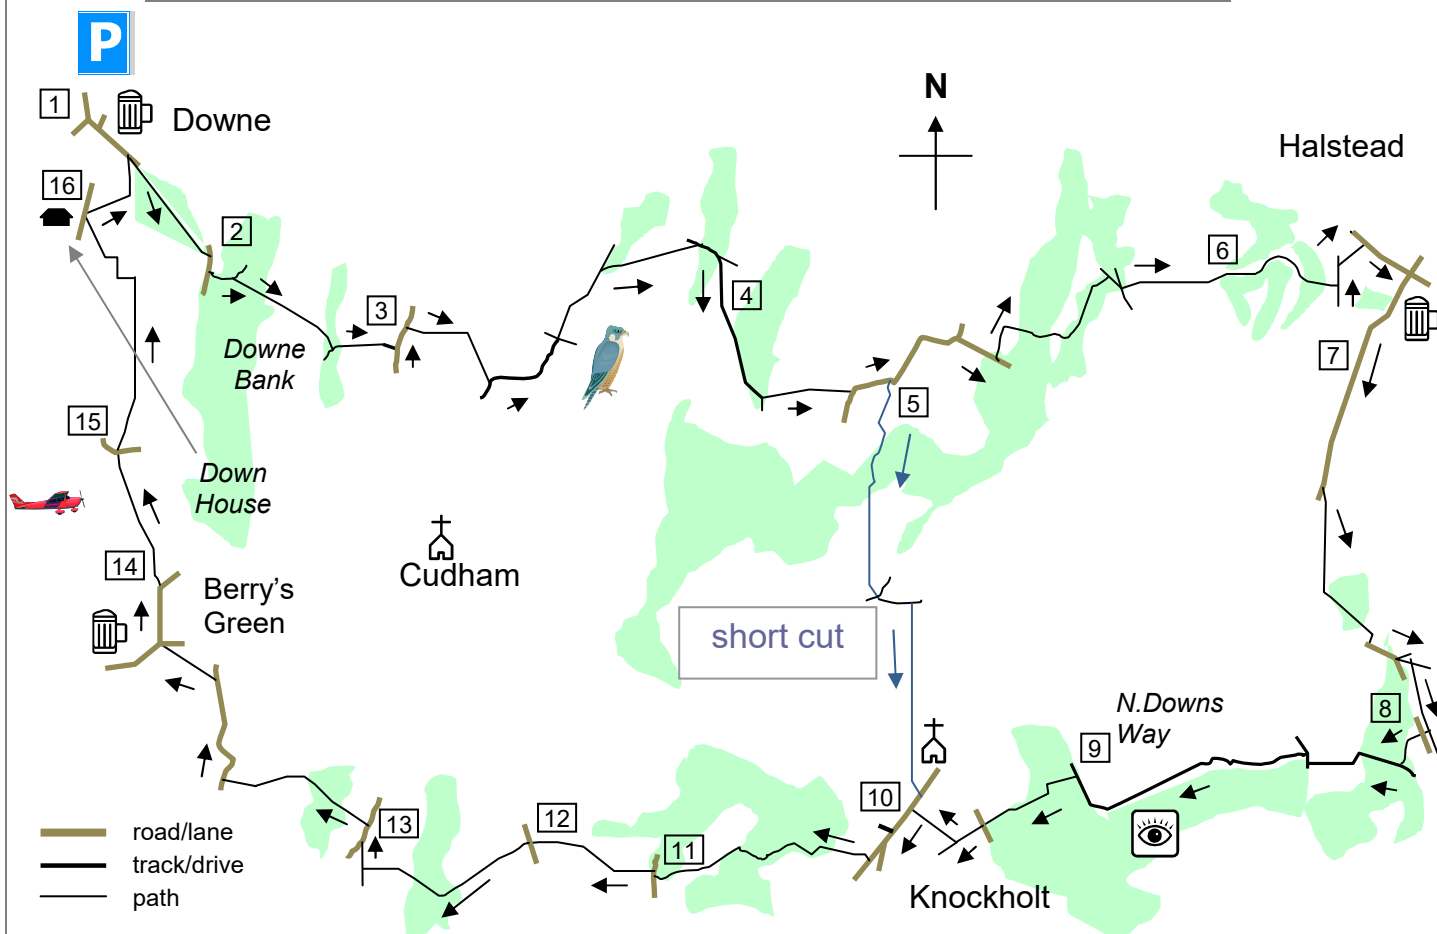 P
1
Downe
N
Halstead
16
2
6
3
4
Downe
Bank
7
5
15
Down
House
14
Cudham
Berry's
Green
short cut
N.Downs
Way
8
9
10
road/lane
13
12
track/drive
11
path
Knockholt